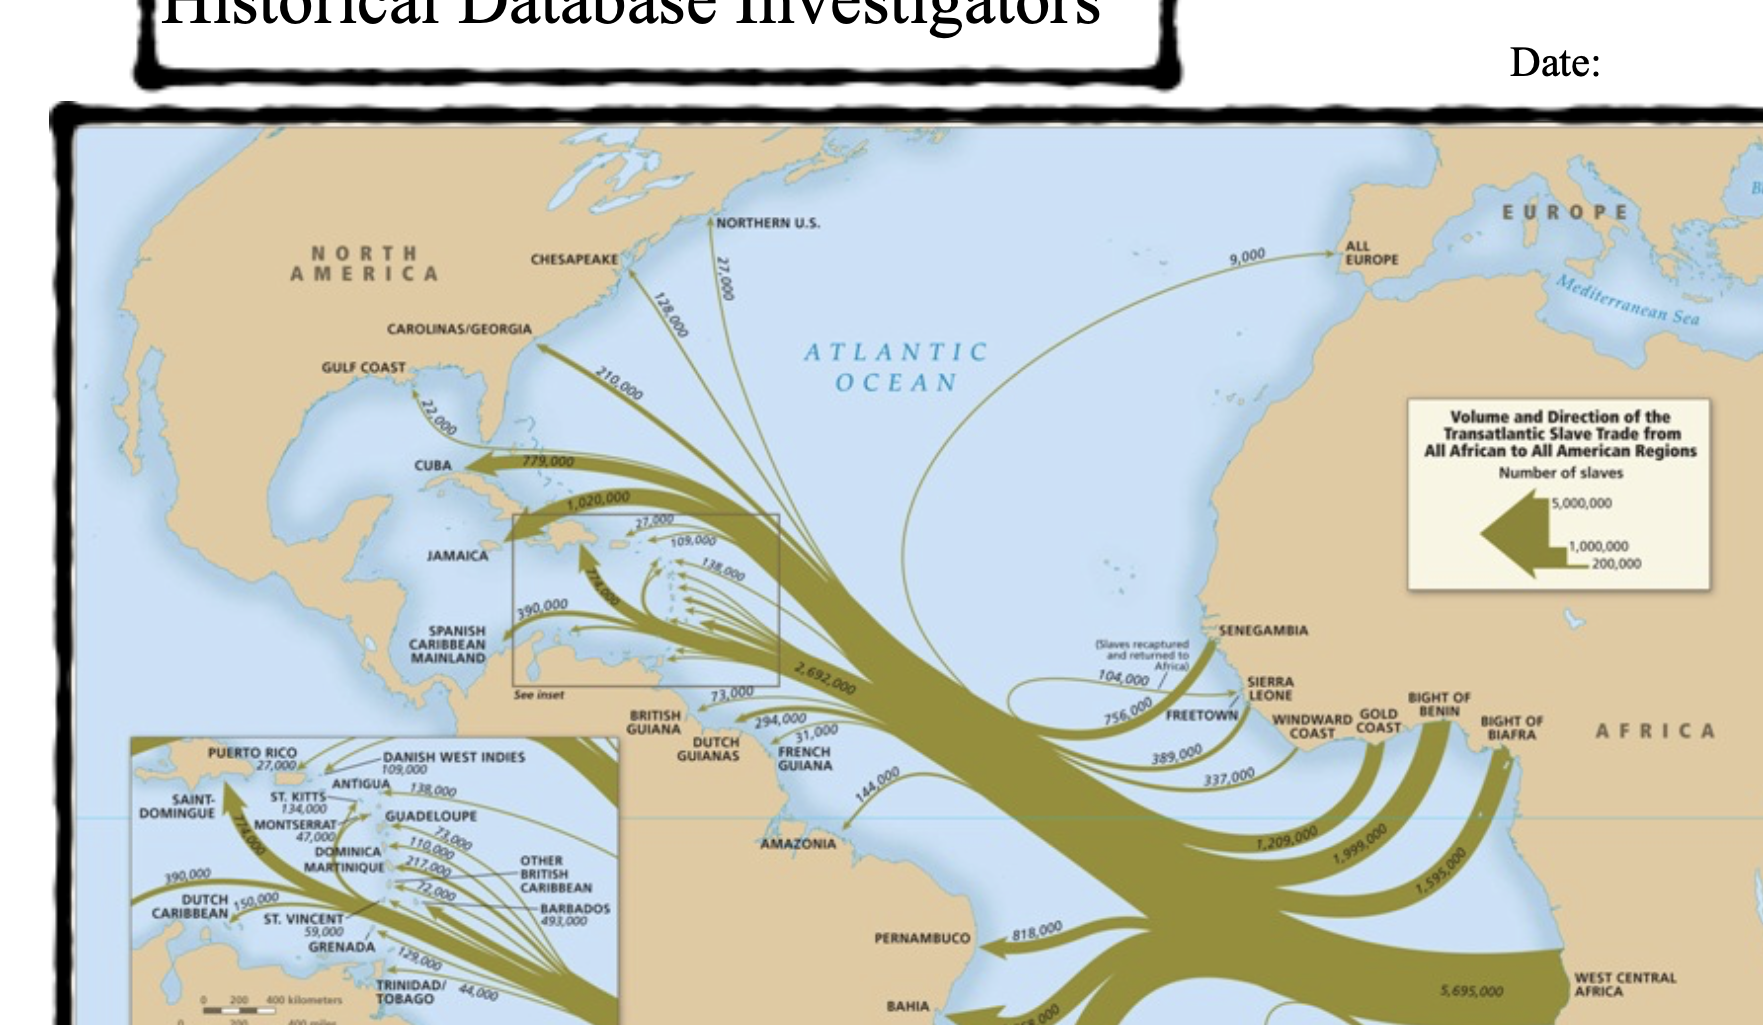 Historical Database Investigators
Date:
NORTH
AMERICA
NORTHERN U.S.
CHESAPEAKE
27,000
128,000
CAROLINAS/GEORGIA
210,000
GULF COAST
22,000
ATLANTIC
OCEAN
9,000
ALL
EUROPE
EUROPE
Mediterranean Sea
B
Volume and Direction of the
Transatlantic Slave Trade from
All African to All American Regions
Number of slaves
5,000,000
1,000,000
200,000
CUBA
779,000
1,020,000
JAMAICA
27,000
109,000
138,000
774,000
390,000
SPANISH
CARIBBEAN
MAINLAND
See inset
2,692,000
73,000
BRITISH
GUIANA
294,000
DUTCH
GUIANAS
31,000
FRENCH
GUIANA
144,000
AMAZONIA
(Slaves recaptured
and returned to
Africa)
104,000
SENEGAMBIA
756,000
FREETOWN
SIERRA
LEONE
389,000
WINDWARD
COAST
337,000
GOLD
COAST
BIGHT OF
BENIN
BIGHT OF
BIAFRA
AFRICA
1,209,000
1,999,000
1,595,000
WEST CENTRAL
AFRICA
5,695,000
PERNAMBUCO
818,000
BAHIA
PUERTO RICO
27,000
DANISH WEST INDIES
109,000
SAINT-
DOMINGUE
774,000
ANTIGUA
138,000
ST. KITTS
134,000
MONTSERRAT
47,000
GUADELOUPE
73,000
DOMINICA
110,000
MARTINIQUE
217,000
OTHER
BRITISH
CARIBBEAN
72,000
BARBADOS
493,000
390,000
DUTCH
CARIBBEAN
150,000
ST. VINCENT
59,000
GRENADA
129,000
TRINIDAD/
TOBAGO
44,000
0 200 400 kilometers
0 200 400 miles